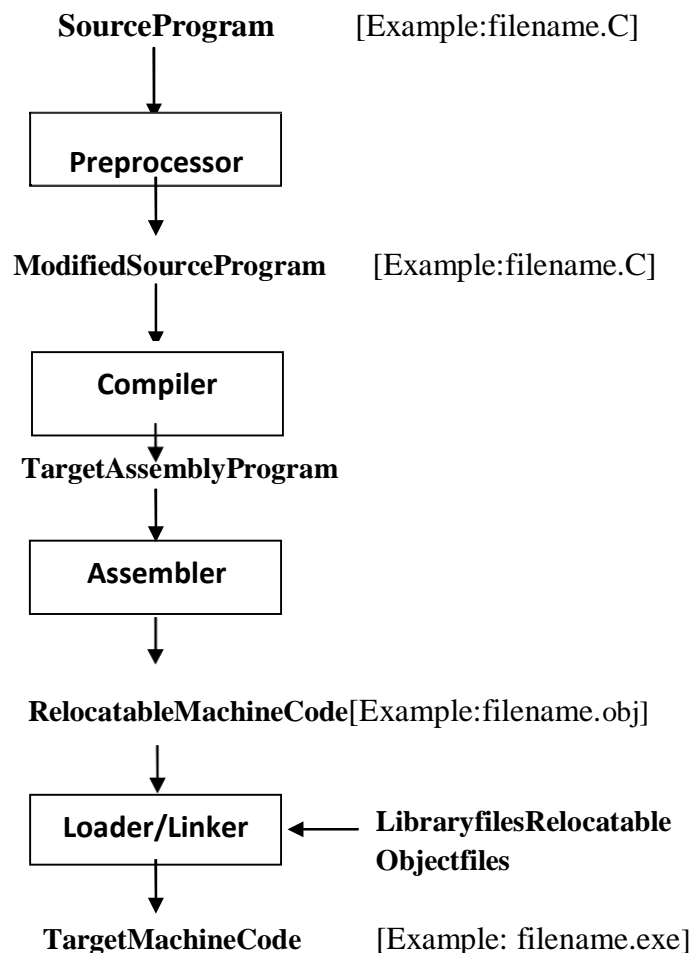 SourceProgram [Example:filename.C]
Preprocessor
ModifiedSourceProgram [Example:filename.C]
Compiler
TargetAssemblyProgram
Assembler
RelocatableMachineCode[Example:filename.obj]
Loader/Linker
LibraryfilesRelocatable
Objectfiles
TargetMachineCode [Example: filename.exe]